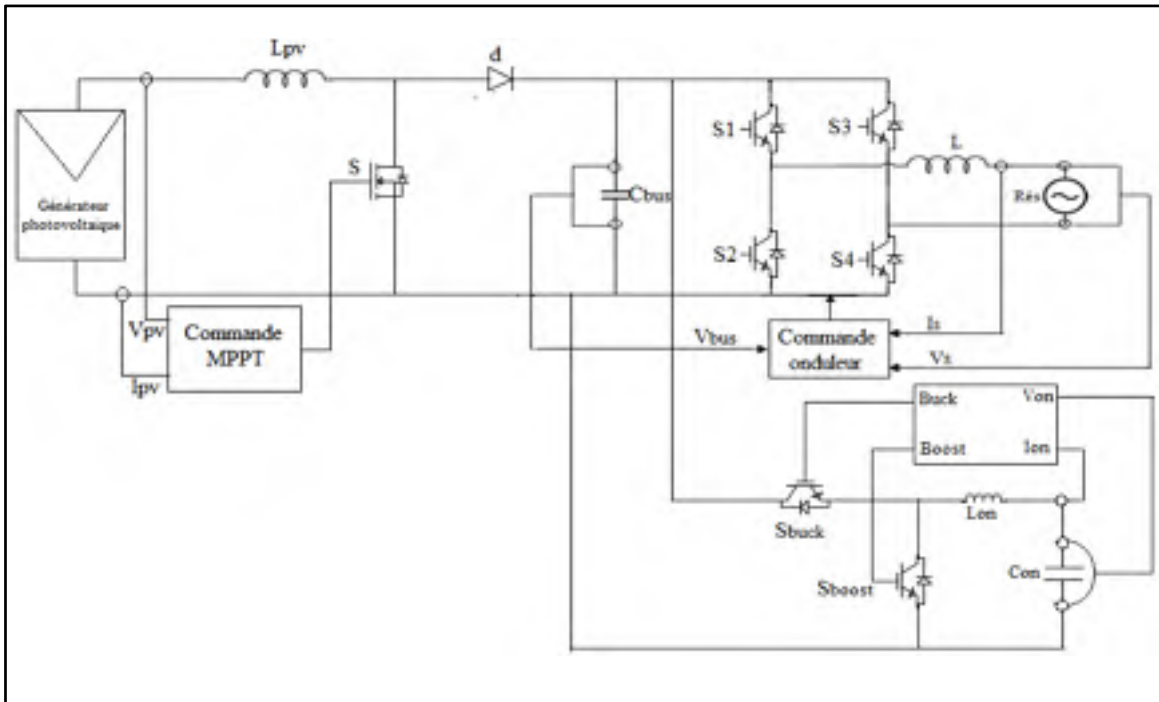 Lpv
d
S1
S3
L
S
Cbus
Rés
Générateur
photovoltaique
S2
S4
Vpv
Commande
MPPT
Ipv
Vbus
Commande
onduleur
Is
Vs
Buck
Von
Boost
Ion
Sbuck
Lon
Sboost
Con